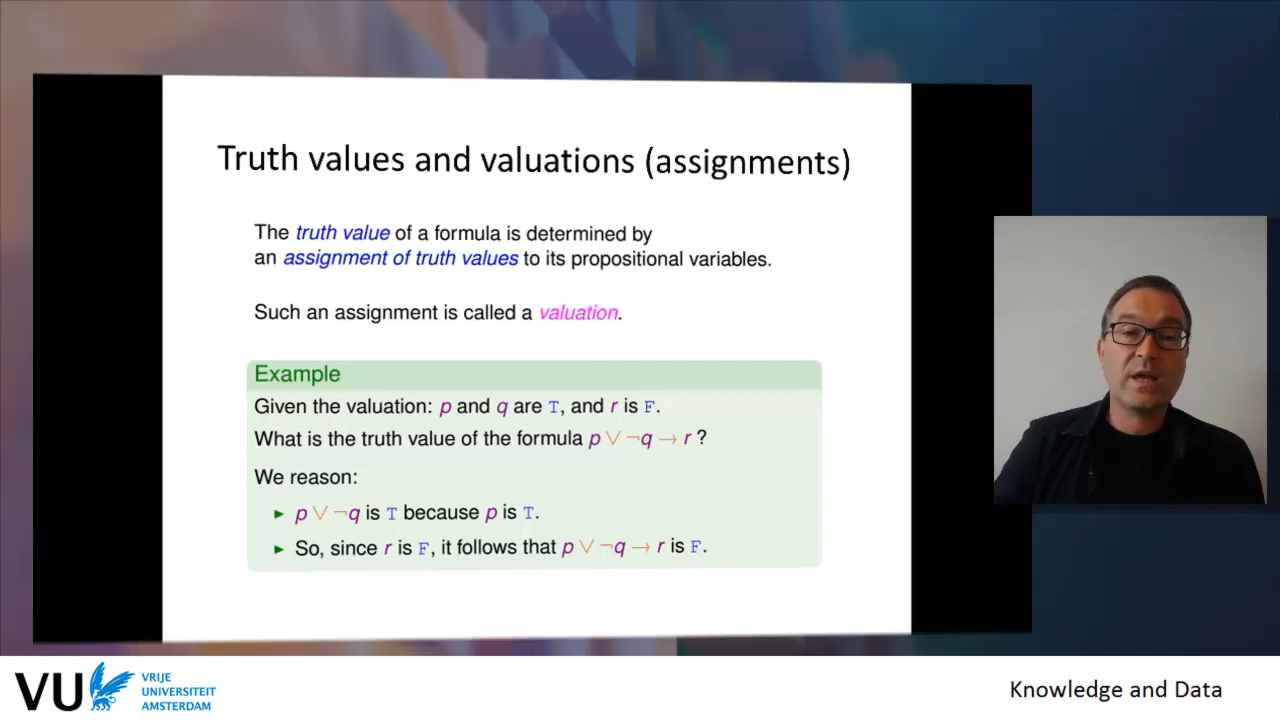 Truth values and valuations (assignments)
The truth value of a formula is determined by
an assignment of truth values to its propositional variables.
Such an assignment is called a valuation.
Example
Given the valuation: p and q are T, and r is F.
What is the truth value of the formula p ∨ ¬q → r ?
We reason:
► p ∨ ¬q is T because p is T.
► So, since r is F, it follows that p ∨ ¬q → r is F.
VU
VRIJE
UNIVERSITEIT
AMSTERDAM
Knowledge and Data